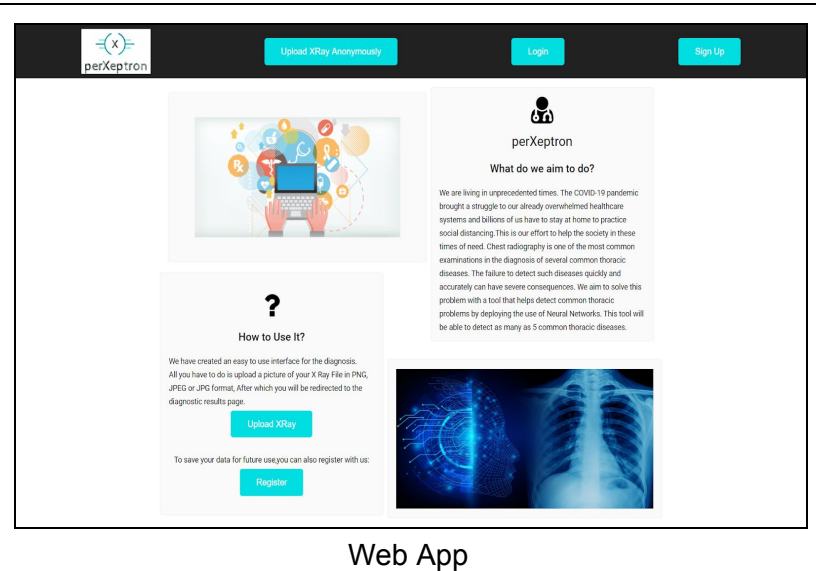 (x)
perXeptron
Upload XRay Anonymously
Login
Sign Up
perXeptron
What do we aim to do?
We are living in unprecedented times. The COVID-19 pandemic
brought a struggle to our already overwhelmed healthcare
systems and billions of us have to stay at home to practice
social distancing.This is our effort to help the society in these
times of need. Chest radiography is one of the most common
examinations in the diagnosis of several common thoracic
diseases. The failure to detect such diseases quickly and
accurately can have severe consequences. We aim to solve this
problem with a tool that helps detect common thoracic
problems by deploying the use of Neural Networks. This tool will
be able to detect as many as 5 common thoracic diseases.
?
How to Use It?
We have created an easy to use interface for the diagnosis.
All you have to do is upload a picture of your X Ray File in PNG,
JPEG or JPG format, After which you will be redirected to the
diagnostic results page.
Upload XRay
To save your data for future use,you can also register with us:
Register
Web App